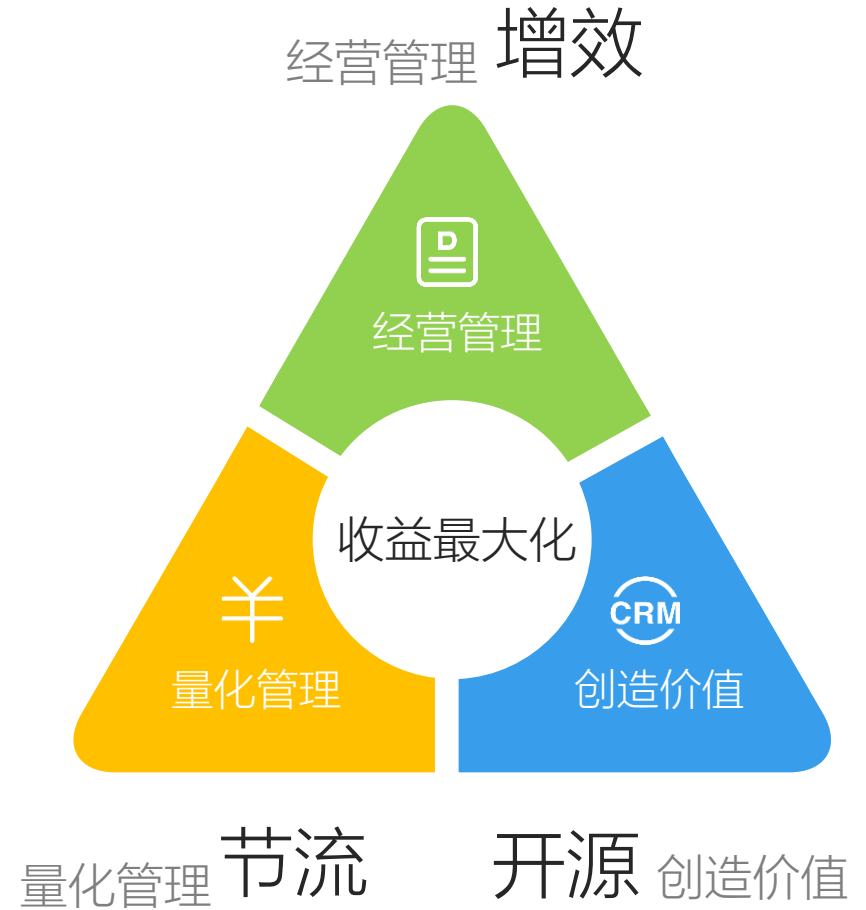 经营管理 增效
D
经营管理
收益最大化
CRM
量化管理
创造价值
量化管理 节流
开源 创造价值